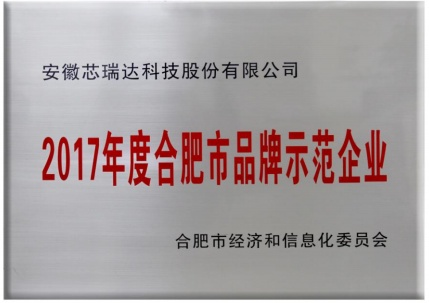 安徽芯瑞达科技股份有限公司
2017年度合肥市品牌示范企业
合肥市经济和信息化委员会